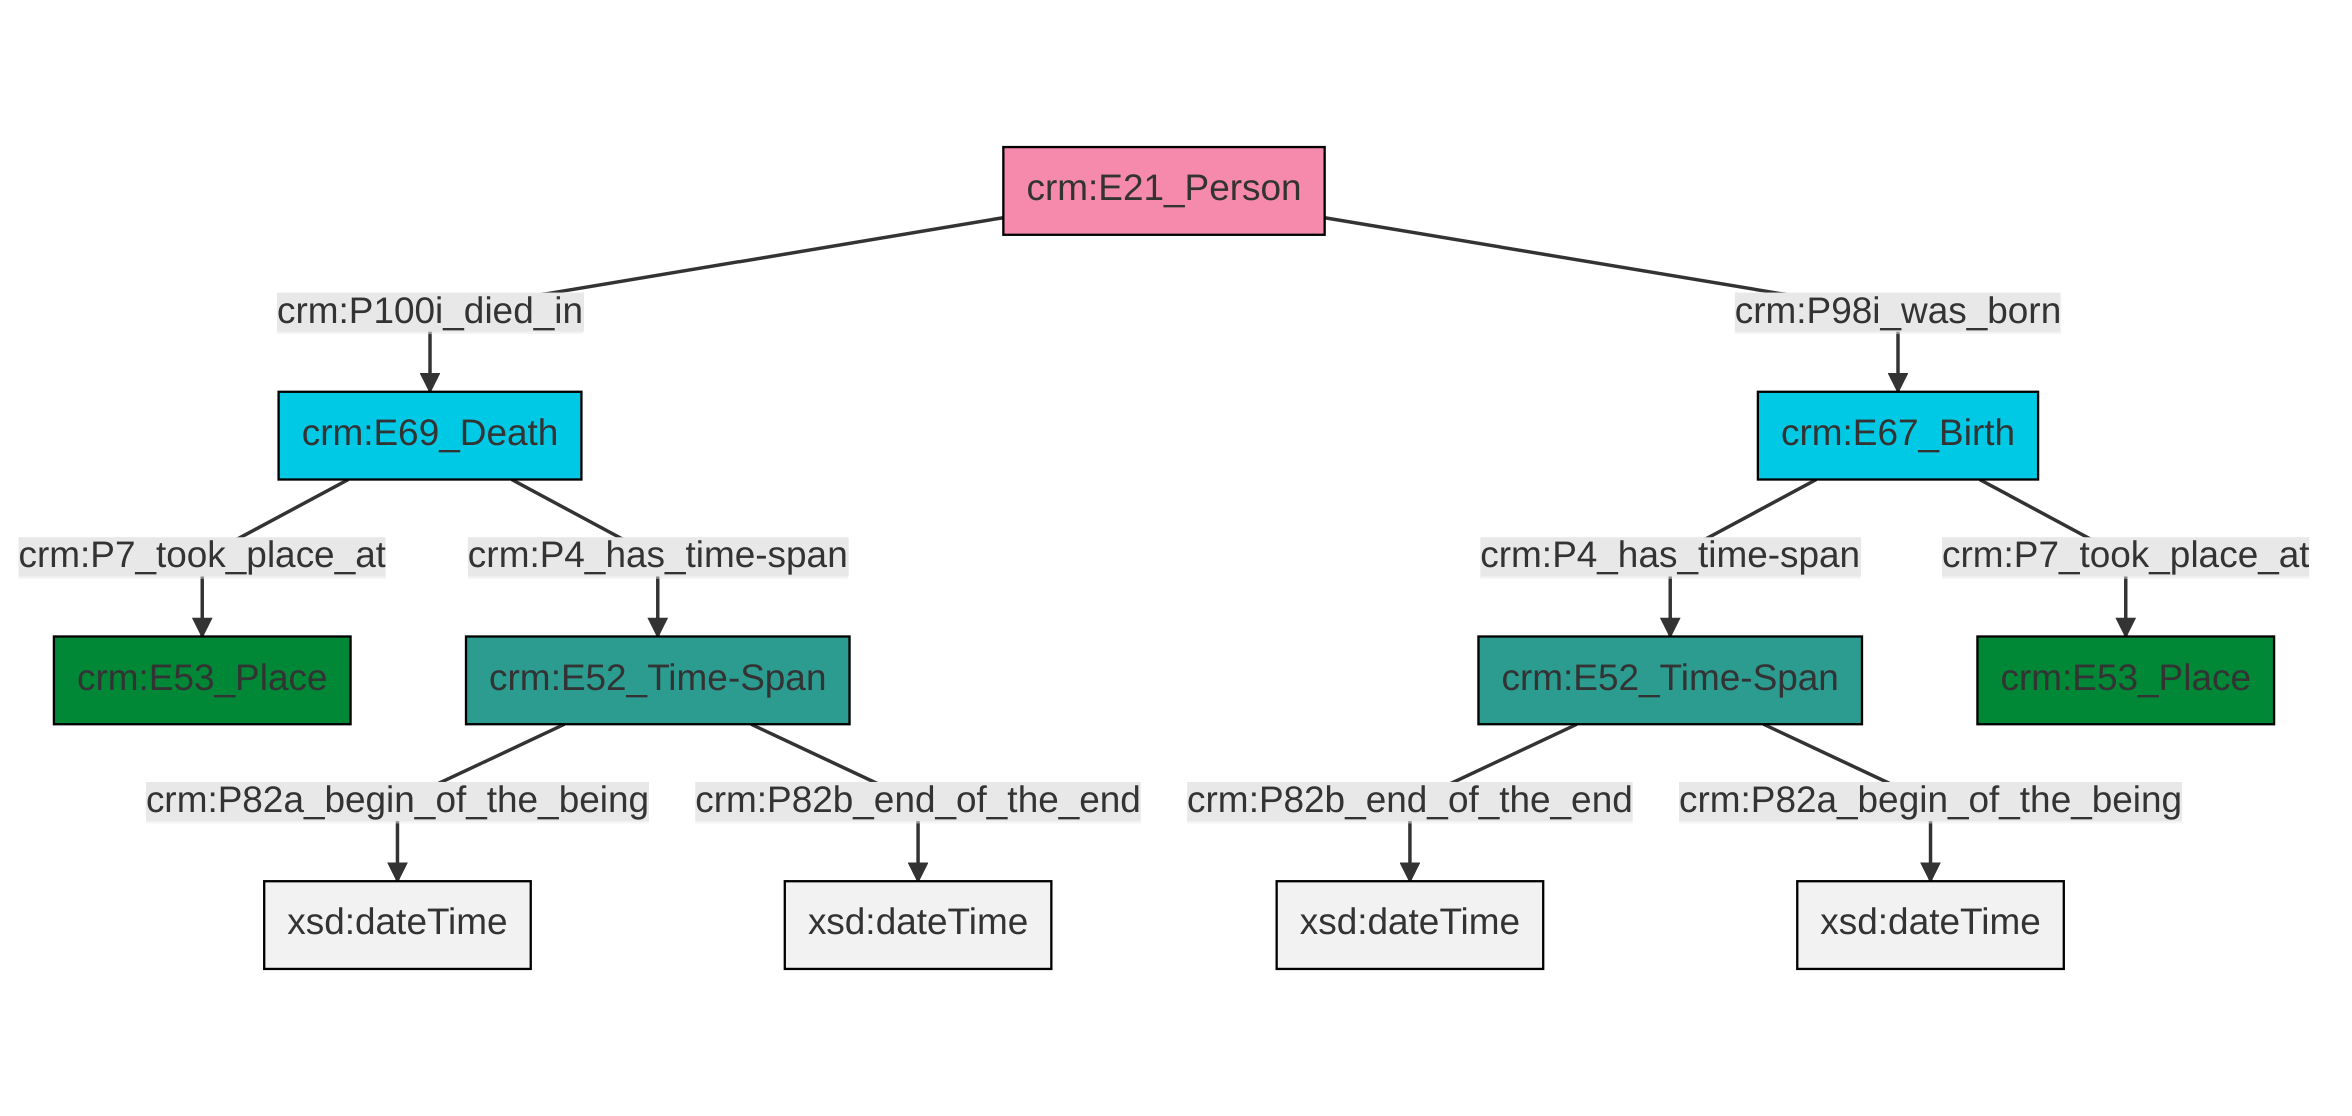 crm:E21_Person
crm:P100i_died_in
crm:P98i_was_born
crm:E69_Death
crm:E67_Birth
crm:P7_took_place_at
crm:P4_has_time-span
crm:P4_has_time-span
crm:P7_took_place_at
crm:E53_Place
crm:E52_Time-Span
crm:E52_Time-Span
crm:E53_Place
crm:P82a_begin_of_the_being
crm:P82b_end_of_the_end
crm:P82b_end_of_the_end
crm:P82a_begin_of_the_being
xsd:dateTime
xsd:dateTime
xsd:dateTime
xsd:dateTime